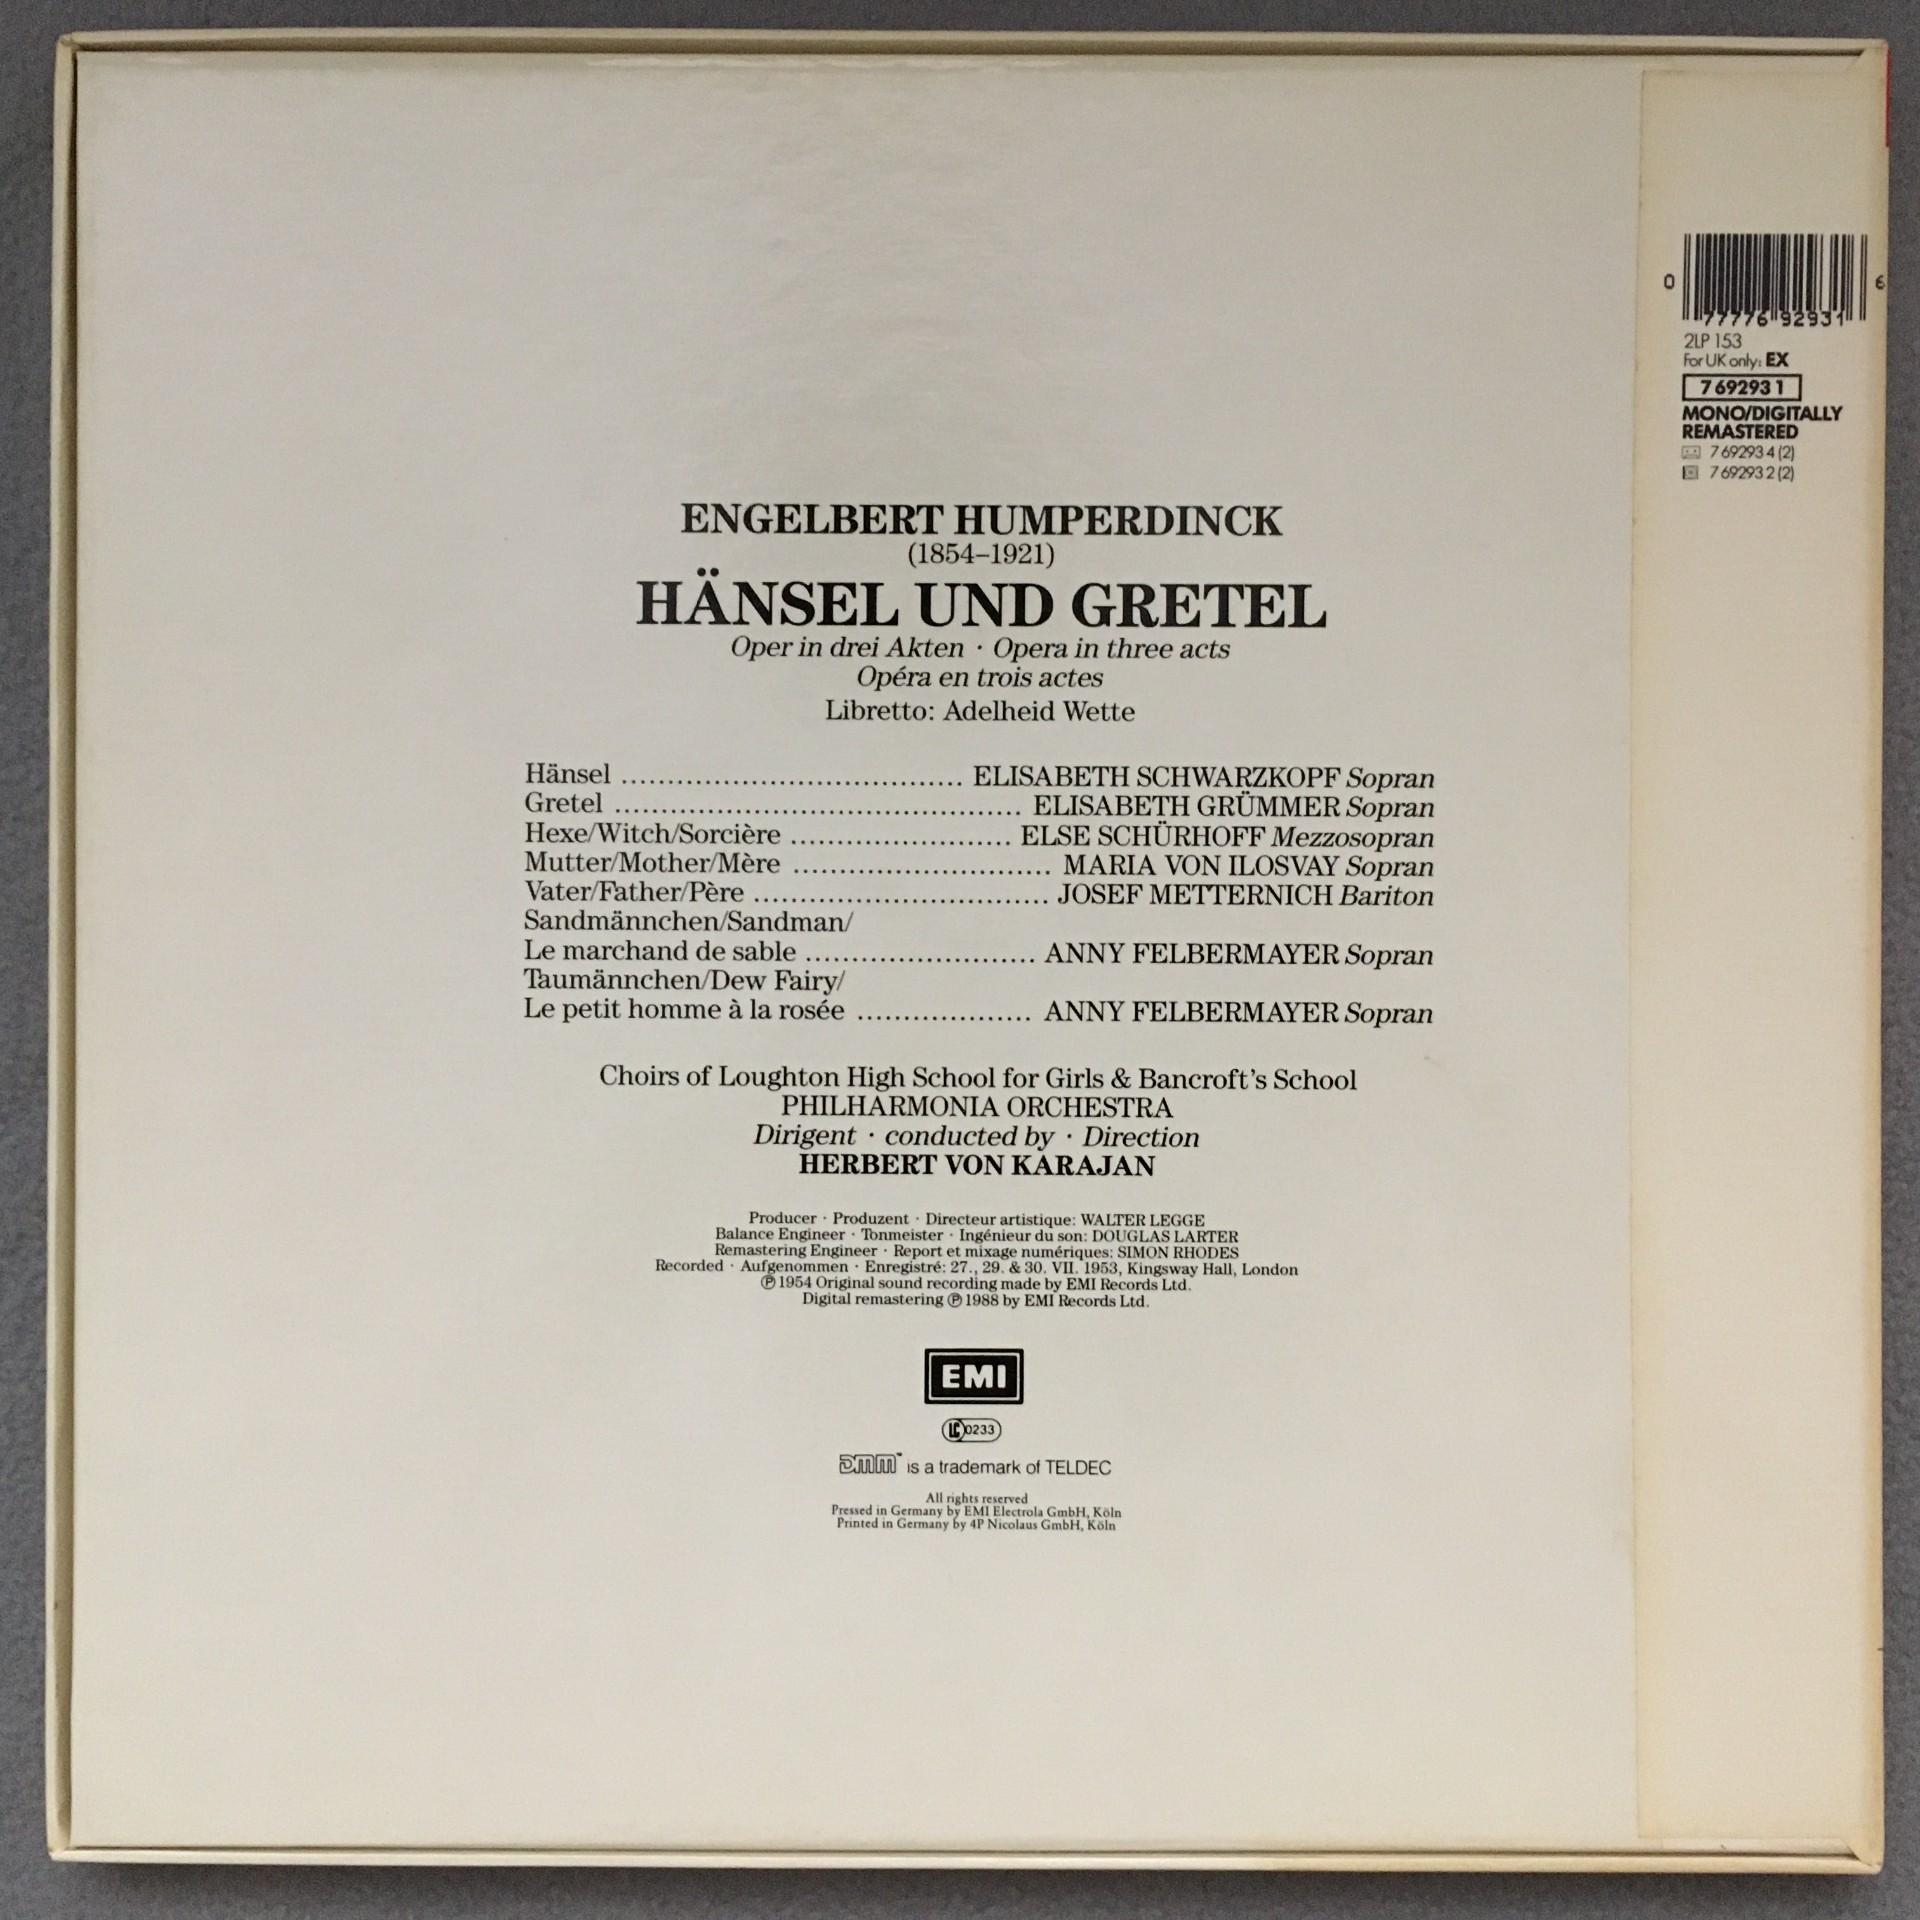 ENGELBERT HUMPERDINCK
(1854–1921)
HÄNSEL UND GRETEL
Oper in drei Akten · Opera in three acts
Opéra en trois actes
Libretto: Adelheid Wette
Hänsel ..................................... ELISABETH SCHWARZKOPF Sopran
Gretel ............................................ ELISABETH GRÜMMER Sopran
Hexe/Witch/Sorcière ........................ ELSE SCHÜRHOFF Mezzosopran
Mutter/Mother/Mère ............................ MARIA VON ILOSVAY Sopran
Vater/Father/Père ................................ JOSEF METTERNICH Bariton
Sandmännchen/Sandman/
Le marchand de sable ......................... ANNY FELBERMAYER Sopran
Taumännchen/Dew Fairy/
Le petit homme à la rosée ................... ANNY FELBERMAYER Sopran
Choirs of Loughton High School for Girls & Bancroft's School
PHILHARMONIA ORCHESTRA
Dirigent · conducted by · Direction
HERBERT VON KARAJAN
Producer · Produzent · Directeur artistique: WALTER LEGGE
Balance Engineer · Tonmeister · Ingénieur du son: DOUGLAS LARTER
Remastering Engineer · Report et mixage numériques: SIMON RHODES
Recorded · Aufgenommen · Enregistré: 27., 29. & 30. VII. 1953, Kingsway Hall, London
℗ 1954 Original sound recording made by EMI Records Ltd.
Digital remastering ℗ 1988 by EMI Records Ltd.
EMI
LC 0233
DMM™ is a trademark of TELDEC
All rights reserved
Pressed in Germany by EMI Electrola GmbH, Köln
Printed in Germany by 4P Nicolaus GmbH, Köln
0 77776 92931 6
2LP 153
For UK only: EX
7 69293 1
MONO/DIGITALLY
REMASTERED
7 69293 4 (2)
7 69293 2 (2)